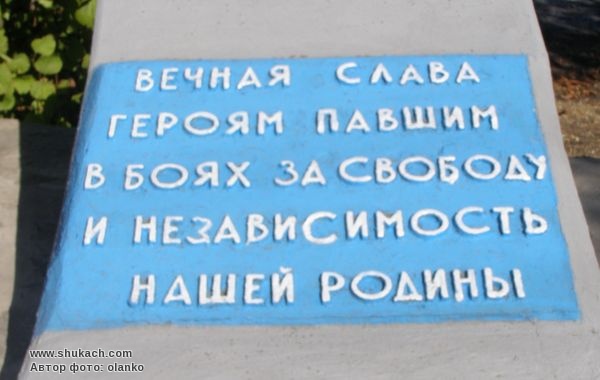 ВЕЧНАЯ СЛАВА
ГЕРОЯМ ПАВШИМ
В БОЯХ ЗА СВОБОДУ
И НЕЗАВИСИМОСТЬ
НАШЕЙ РОДИНЫ
www.shukach.com
Автор фото: olanko